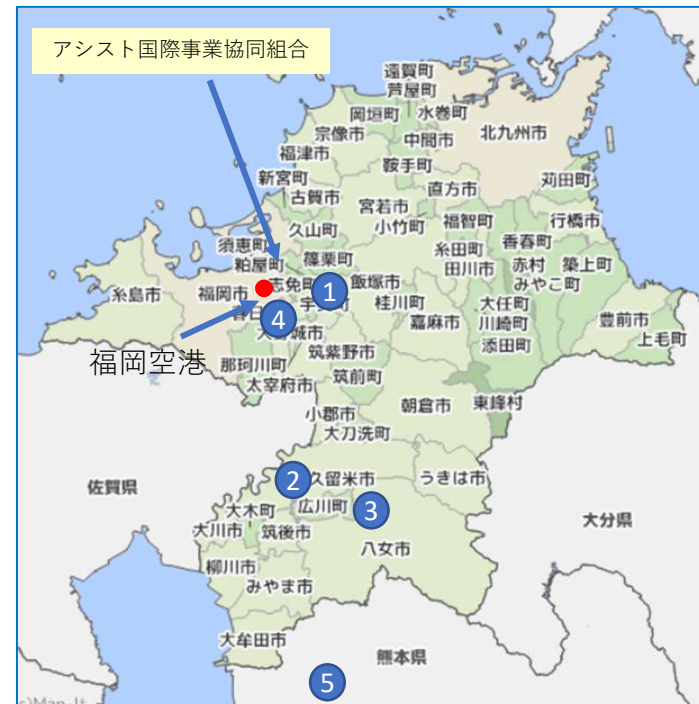 アシスト国際事業協同組合
遠賀町
芦屋町
岡垣町
水巻町
北九州市
宗像市
中間市
福津市
鞍手町
新宮町
直方市
苅田町
古賀市
宮若市
福智町
行橋市
久山町
小竹町
香春町
須恵町
糸田町
篠栗町
田川市
赤村
築上町
粕屋町
飯塚市
みやこ町
志免町
1
糸島市
福岡市
桂川町
大任町
4
嘉麻市
川崎町
豊前市
福岡空港
添田町
上毛町
筑紫野市
那珂川町
太宰府市
筑前町
朝倉市
東峰村
小郡市
大刀洗町
2
久留米市
うきは市
佐賀県
大木町
広川町
3
大分県
大川市
筑後市
八女市
柳川市
みやま市
大牟田市
熊本県
5